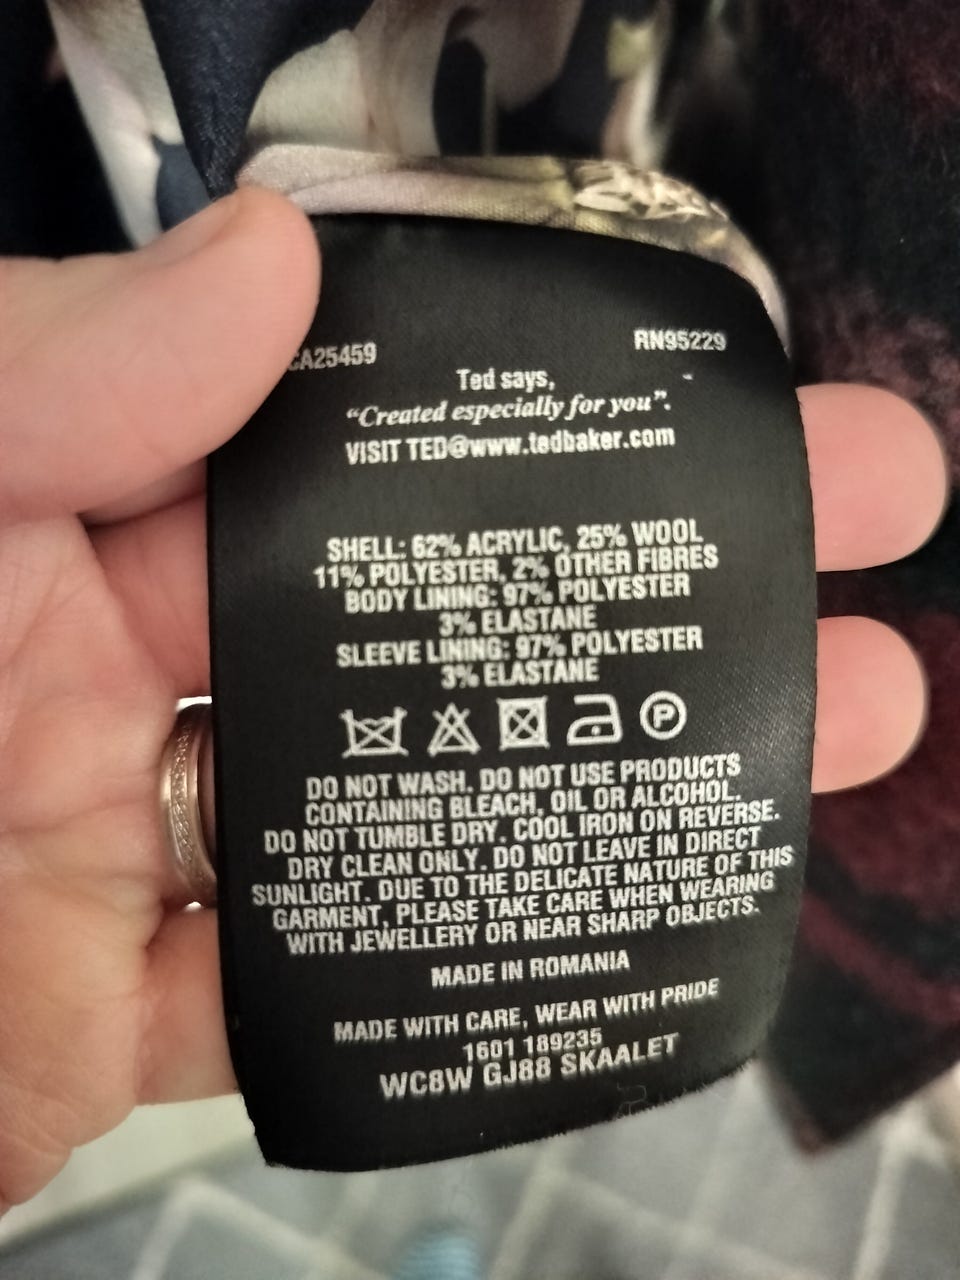 CA25459
RN95229
Ted says,
“Created especially for you”.
VISIT TED@www.tedbaker.com
SHELL: 62% ACRYLIC, 25% WOOL
11% POLYESTER, 2% OTHER FIBRES
BODY LINING: 97% POLYESTER
3% ELASTANE
SLEEVE LINING: 97% POLYESTER
3% ELASTANE
P
DO NOT WASH. DO NOT USE PRODUCTS
CONTAINING BLEACH, OIL OR ALCOHOL.
DO NOT TUMBLE DRY. COOL IRON ON REVERSE.
DRY CLEAN ONLY. DO NOT LEAVE IN DIRECT
SUNLIGHT. DUE TO THE DELICATE NATURE OF THIS
GARMENT, PLEASE TAKE CARE WHEN WEARING
WITH JEWELLERY OR NEAR SHARP OBJECTS.
MADE IN ROMANIA
MADE WITH CARE, WEAR WITH PRIDE
1601 189235
WC8W GJ88 SKAALET